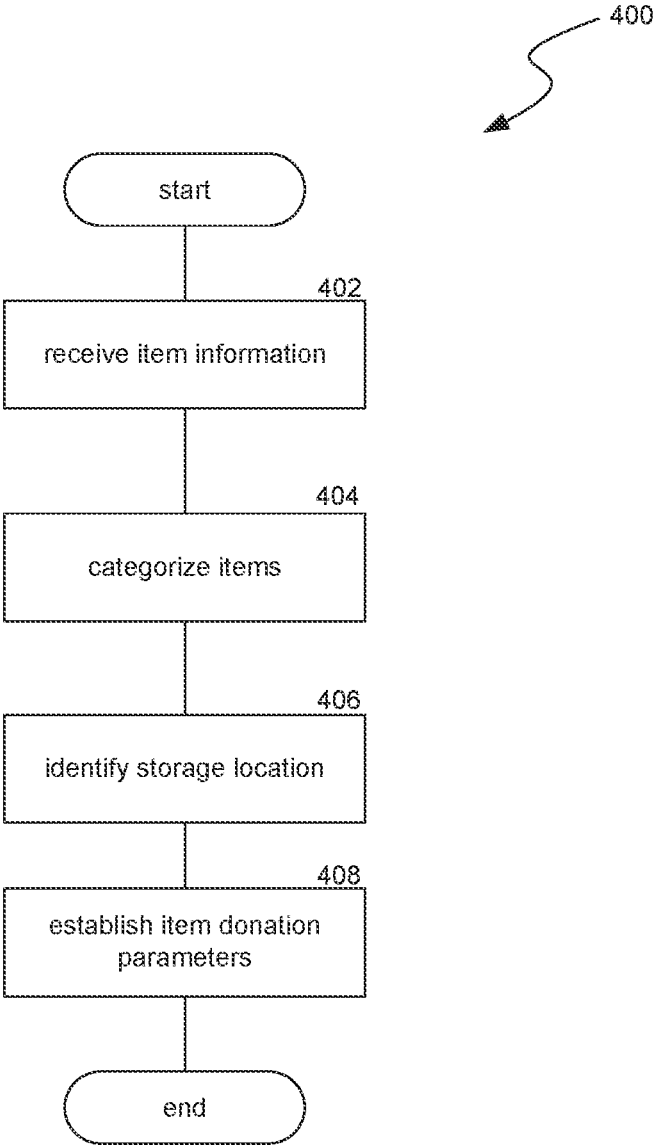 400
start
402
receive item information
404
categorize items
406
identify storage location
408
establish item donation
parameters
end